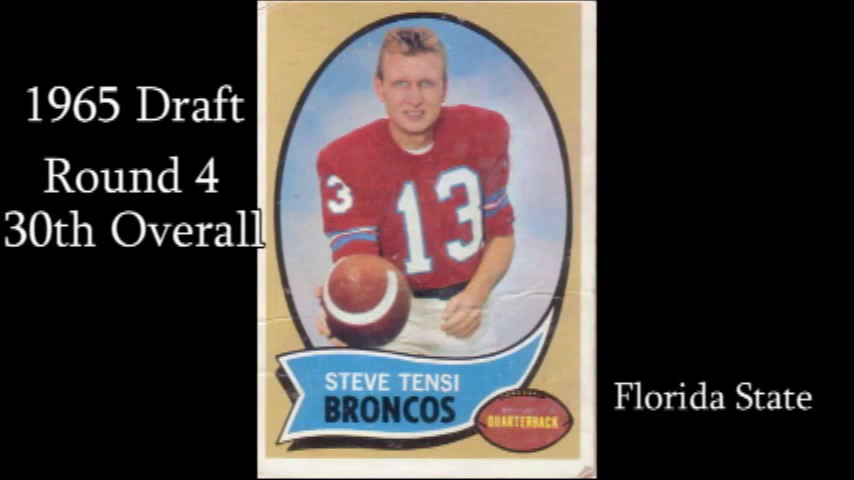 1965 Draft
Round 4
30th Overall
3
13
STEVE TENSI
BRONCOS
QUARTERBACK
Florida State